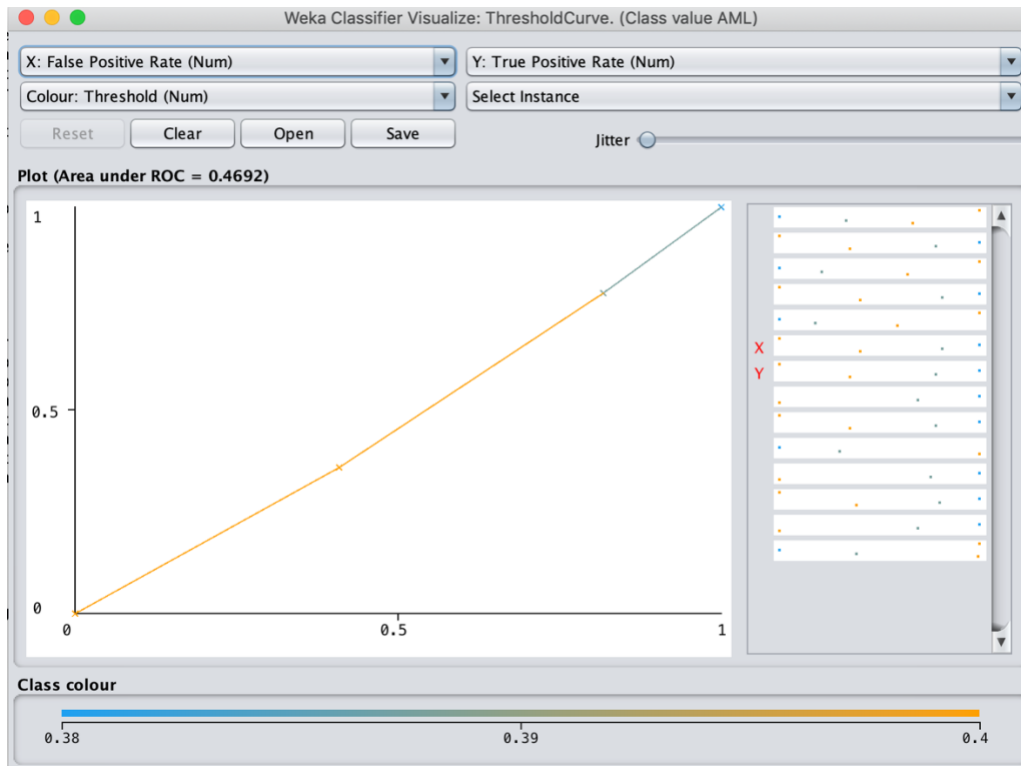 Weka Classifier Visualize: ThresholdCurve. (Class value AML)
X: False Positive Rate (Num)
Y: True Positive Rate (Num)
Colour: Threshold (Num)
Select Instance
Reset
Clear
Open
Save
Jitter
Plot (Area under ROC = 0.4692)
1
0.5
0
0
0.5
1
X
Y
Class colour
0.38
0.39
0.4